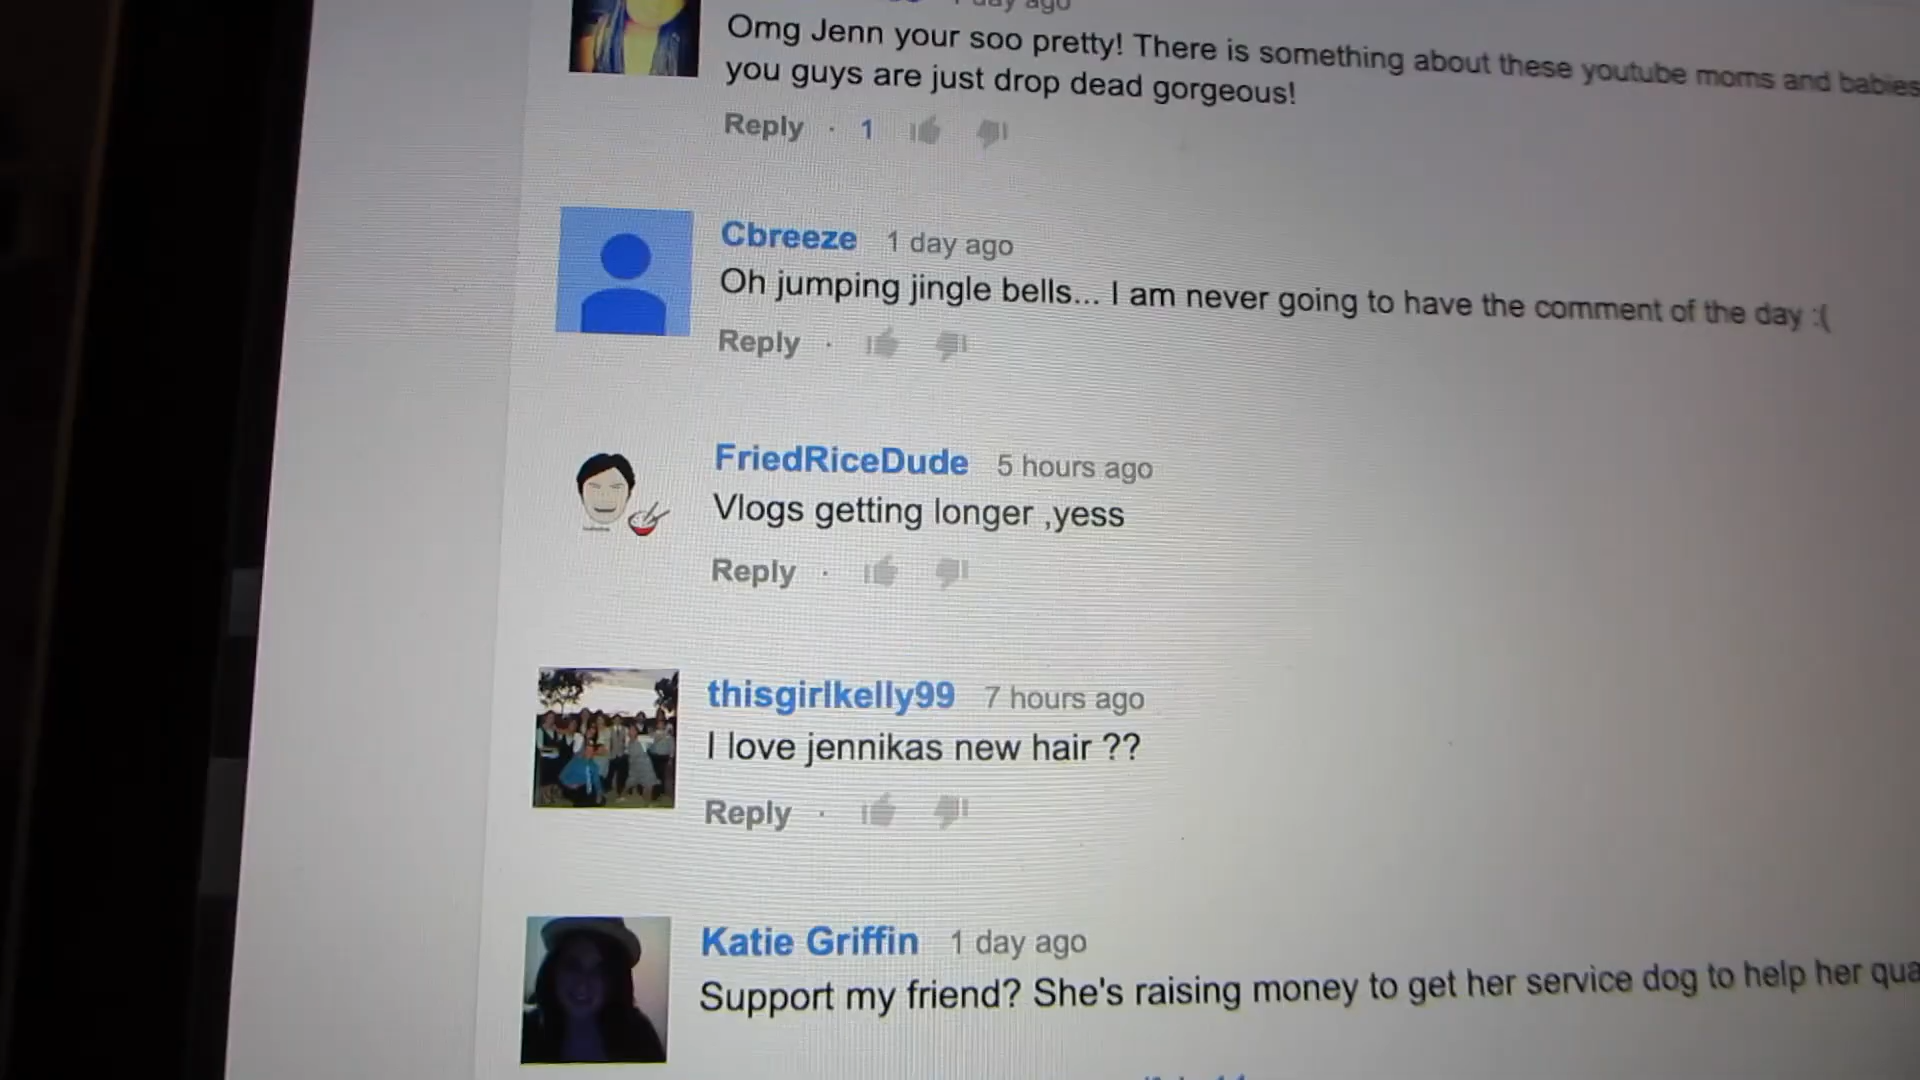 day ago
Omg Jenn your soo pretty! There is something about these youtube moms and babies
you guys are just drop dead gorgeous!
Reply · 1
Cbreeze 1 day ago
Oh jumping jingle bells... I am never going to have the comment of the day :(
Reply ·
FriedRiceDude 5 hours ago
Vlogs getting longer ,yess
Reply ·
thisgirlkelly99 7 hours ago
I love jennikas new hair ??
Reply ·
Katie Griffin 1 day ago
Support my friend? She's raising money to get her service dog to help her qua